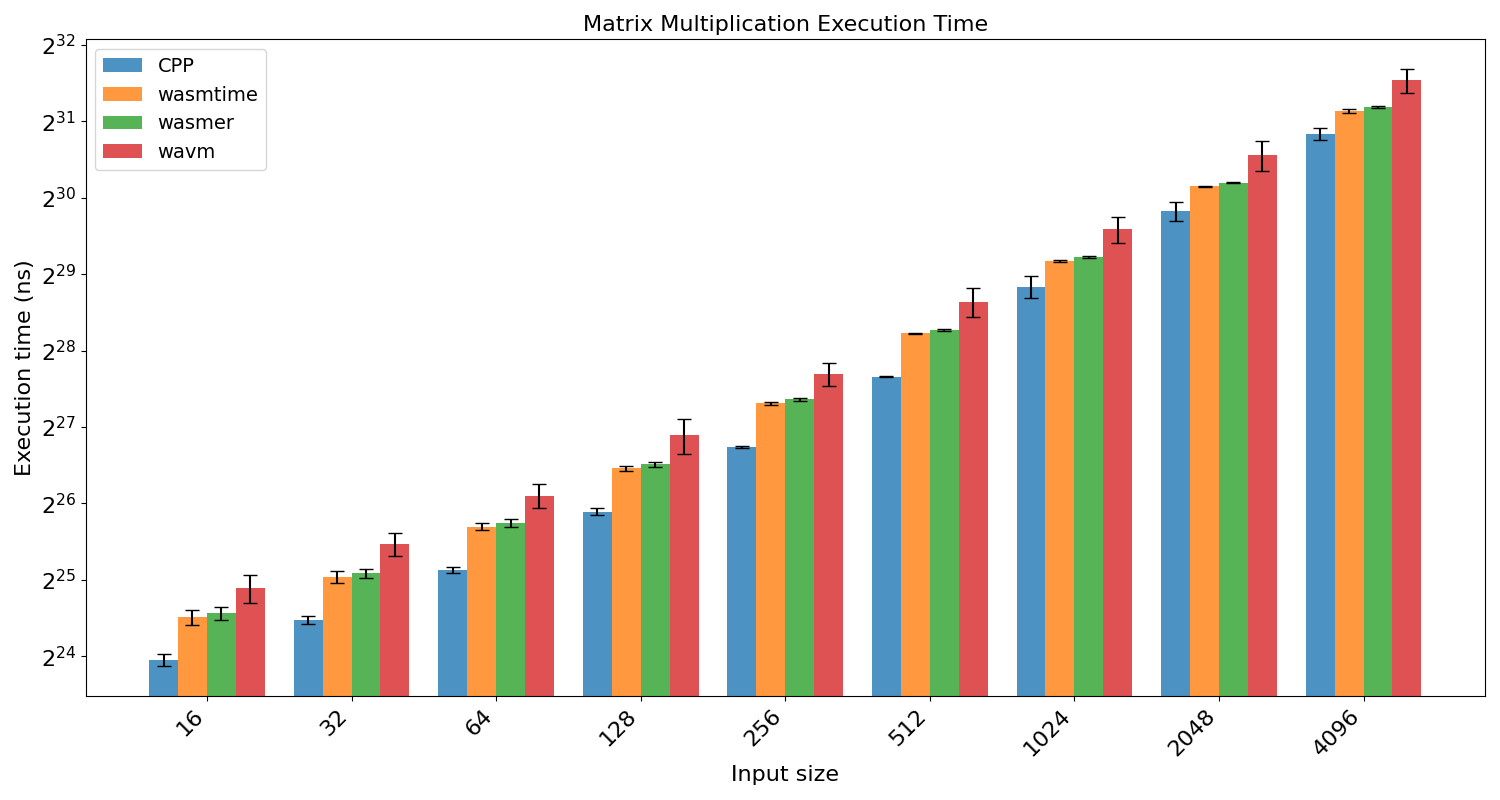 Matrix Multiplication Execution Time
CPP
wasmtime
wasmer
wavm
Execution time (ns)
2^32
2^31
2^30
2^29
2^28
2^27
2^26
2^25
2^24
16 32 64 128 256 512 1024 2048 4096
Input size